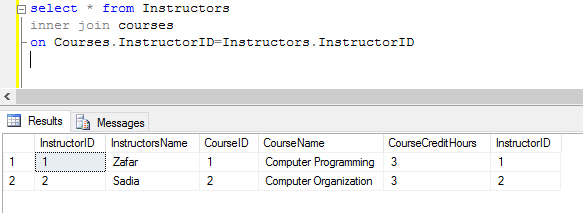 select * from Instructors
inner join courses
on Courses.InstructorID=Instructors.InstructorID
Results Messages
InstructorID InstructorsName CourseID CourseName CourseCreditHours InstructorID
1 1 Zafar 1 Computer Programming 3 1
2 2 Sadia 2 Computer Organization 3 2